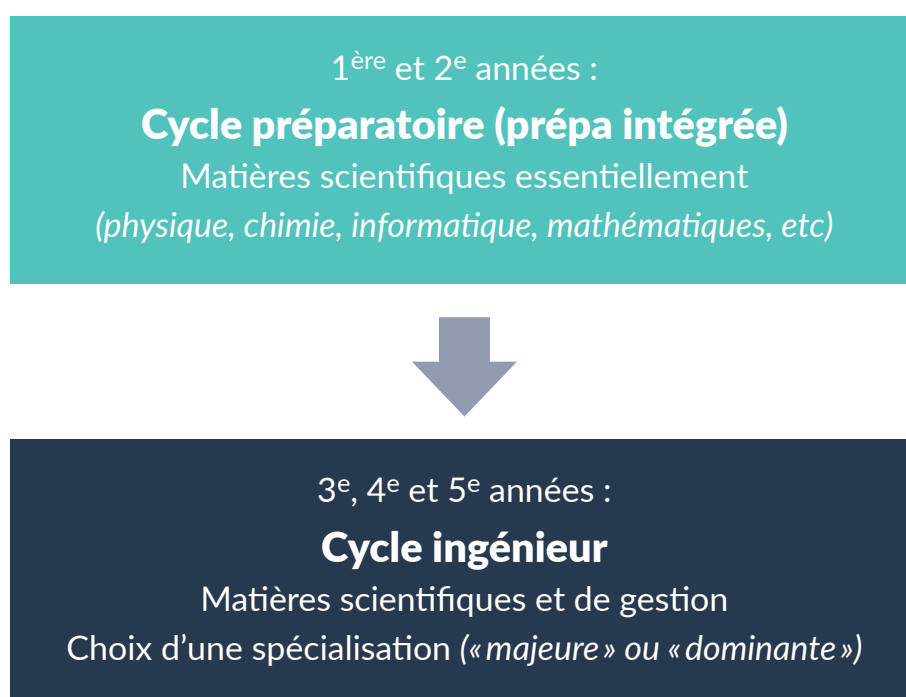 1ère et 2e années :
Cycle préparatoire (prépa intégrée)
Matières scientifiques essentiellement
(physique, chimie, informatique, mathématiques, etc)
3e, 4e et 5e années :
Cycle ingénieur
Matières scientifiques et de gestion
Choix d’une spécialisation («majeure» ou «dominante»)